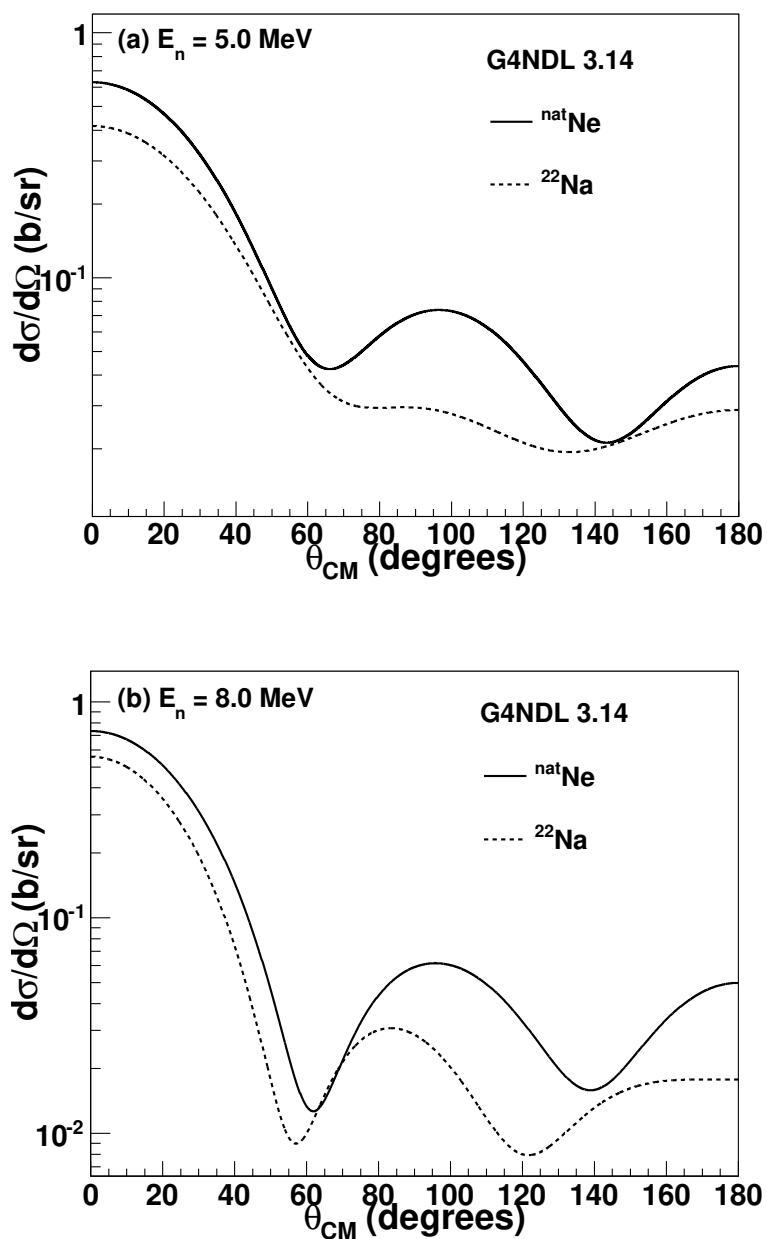 (a) Eₙ = 5.0 MeV
G4NDL 3.14
ⁿᵃᵗNe
²²Na
dσ/dΩ (b/sr)
1
10⁻¹
0 20 40 60 80 100 120 140 160 180
θ_CM (degrees)
(b) Eₙ = 8.0 MeV
G4NDL 3.14
ⁿᵃᵗNe
²²Na
dσ/dΩ (b/sr)
1
10⁻¹
10⁻²
0 20 40 60 80 100 120 140 160 180
θ_CM (degrees)